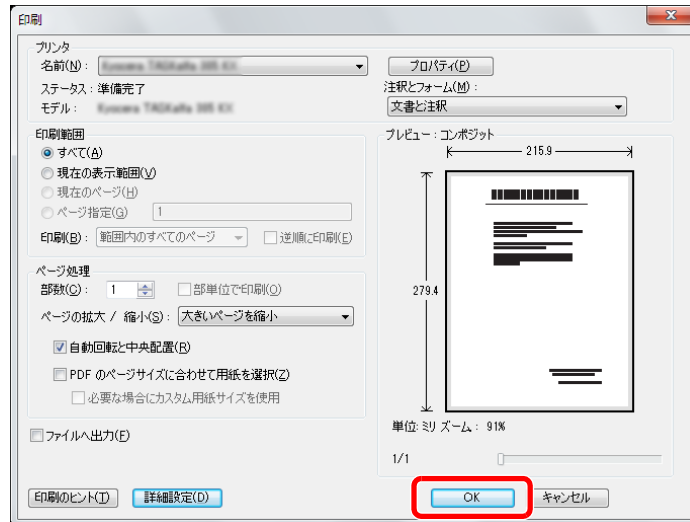 印刷
プリンタ
名前(N):
プロパティ(P)
ステータス: 準備完了
注釈とフォーム(M):
モデル:
文書と注釈
印刷範囲
すべて(A)
現在の表示範囲(V)
現在のページ(H)
ページ指定(G) 1
印刷(B): 範囲内のすべてのページ 逆順に印刷(E)
ページ処理
部数(C): 1 部単位で印刷(O)
ページの拡大 / 縮小(S): 大きいページを縮小
自動回転と中央配置(R)
PDF のページサイズに合わせて用紙を選択(Z)
必要な場合にカスタム用紙サイズを使用
ファイルへ出力(F)
プレビュー: コンポジット
215.9
279.4
単位: ミリ ズーム: 91%
1/1
印刷のヒント(T) 詳細設定(D) OK キャンセル